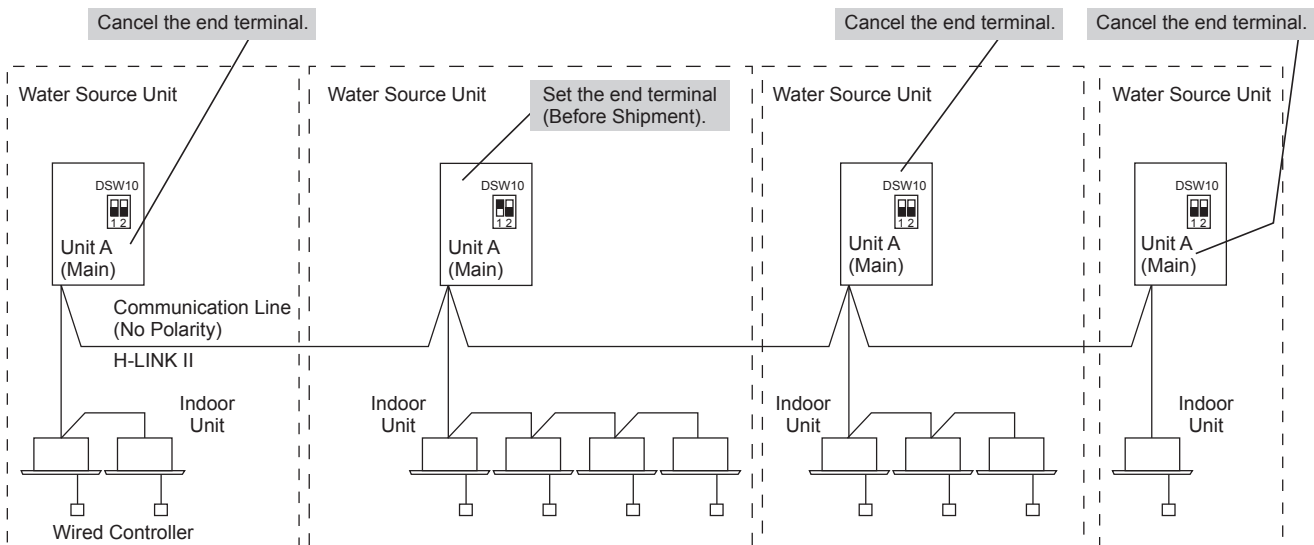 Cancel the end terminal.
Cancel the end terminal.
Cancel the end terminal.
Water Source Unit
Water Source Unit
Set the end terminal
(Before Shipment).
Water Source Unit
Water Source Unit
DSW10
1 2
Unit A
(Main)
DSW10
1 2
Unit A
(Main)
DSW10
1 2
Unit A
(Main)
DSW10
1 2
Unit A
(Main)
Communication Line
(No Polarity)
H-LINK II
Indoor
Unit
Indoor
Unit
Indoor
Unit
Indoor
Unit
Wired Controller